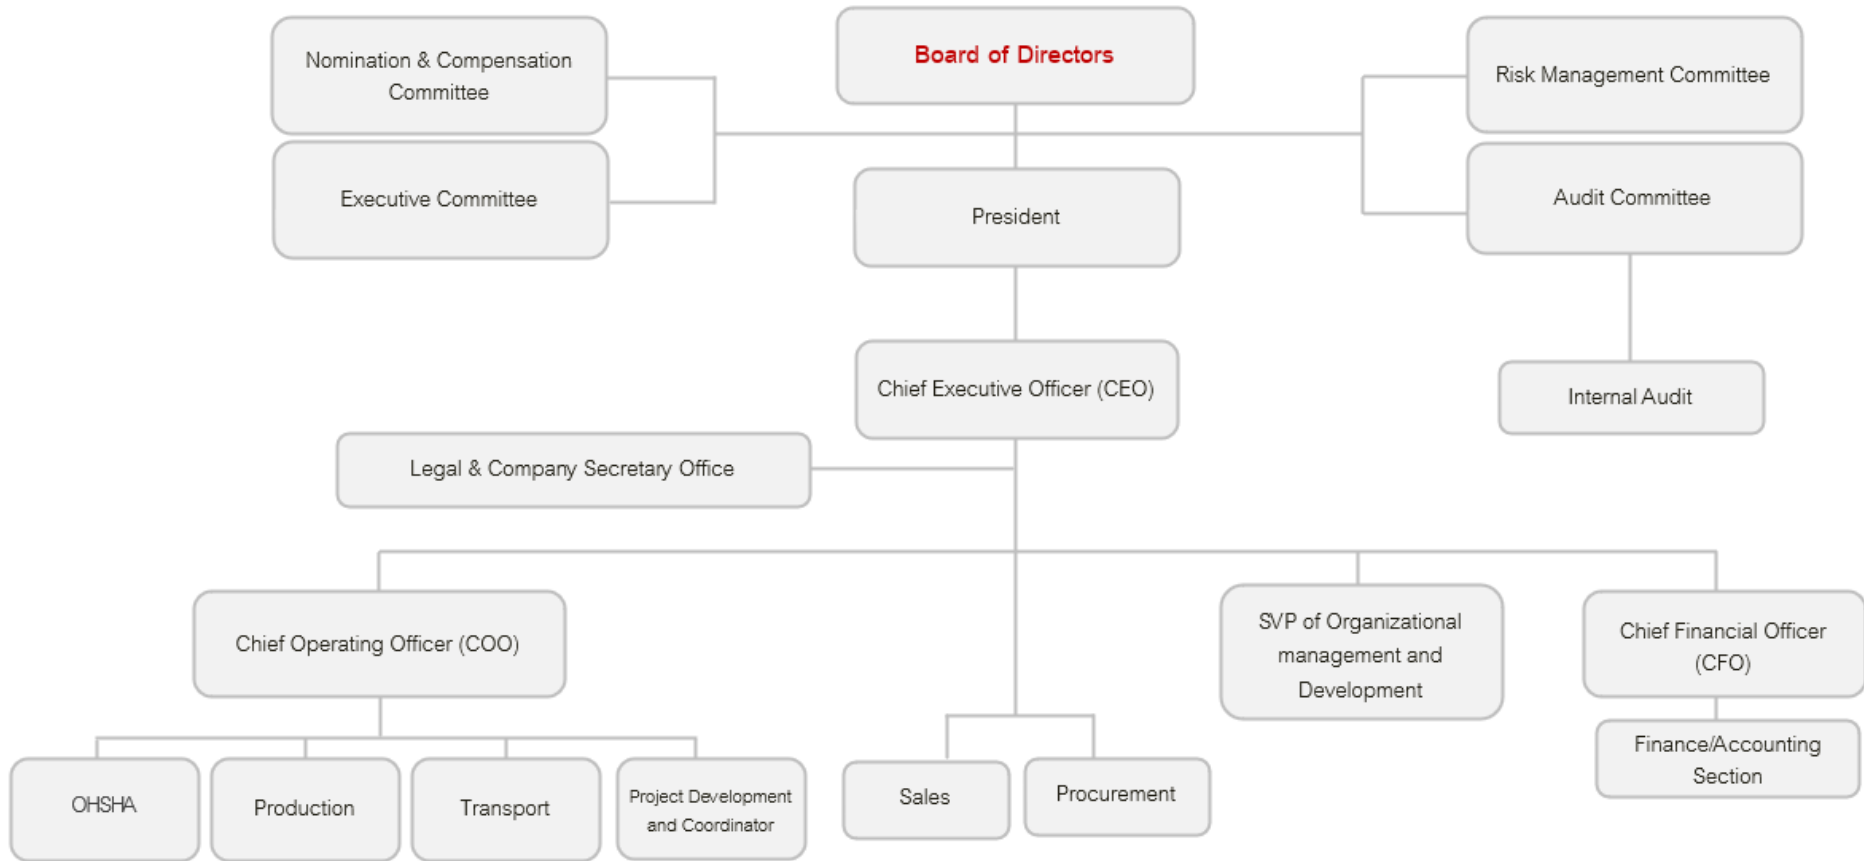 Board of Directors
Nomination & Compensation
Committee
Risk Management Committee
Executive Committee
President
Audit Committee
Chief Executive Officer (CEO)
Internal Audit
Legal & Company Secretary Office
Chief Operating Officer (COO)
SVP of Organizational
management and
Development
Chief Financial Officer
(CFO)
Finance/Accounting
Section
OHSHA
Production
Transport
Project Development
and Coordinator
Sales
Procurement